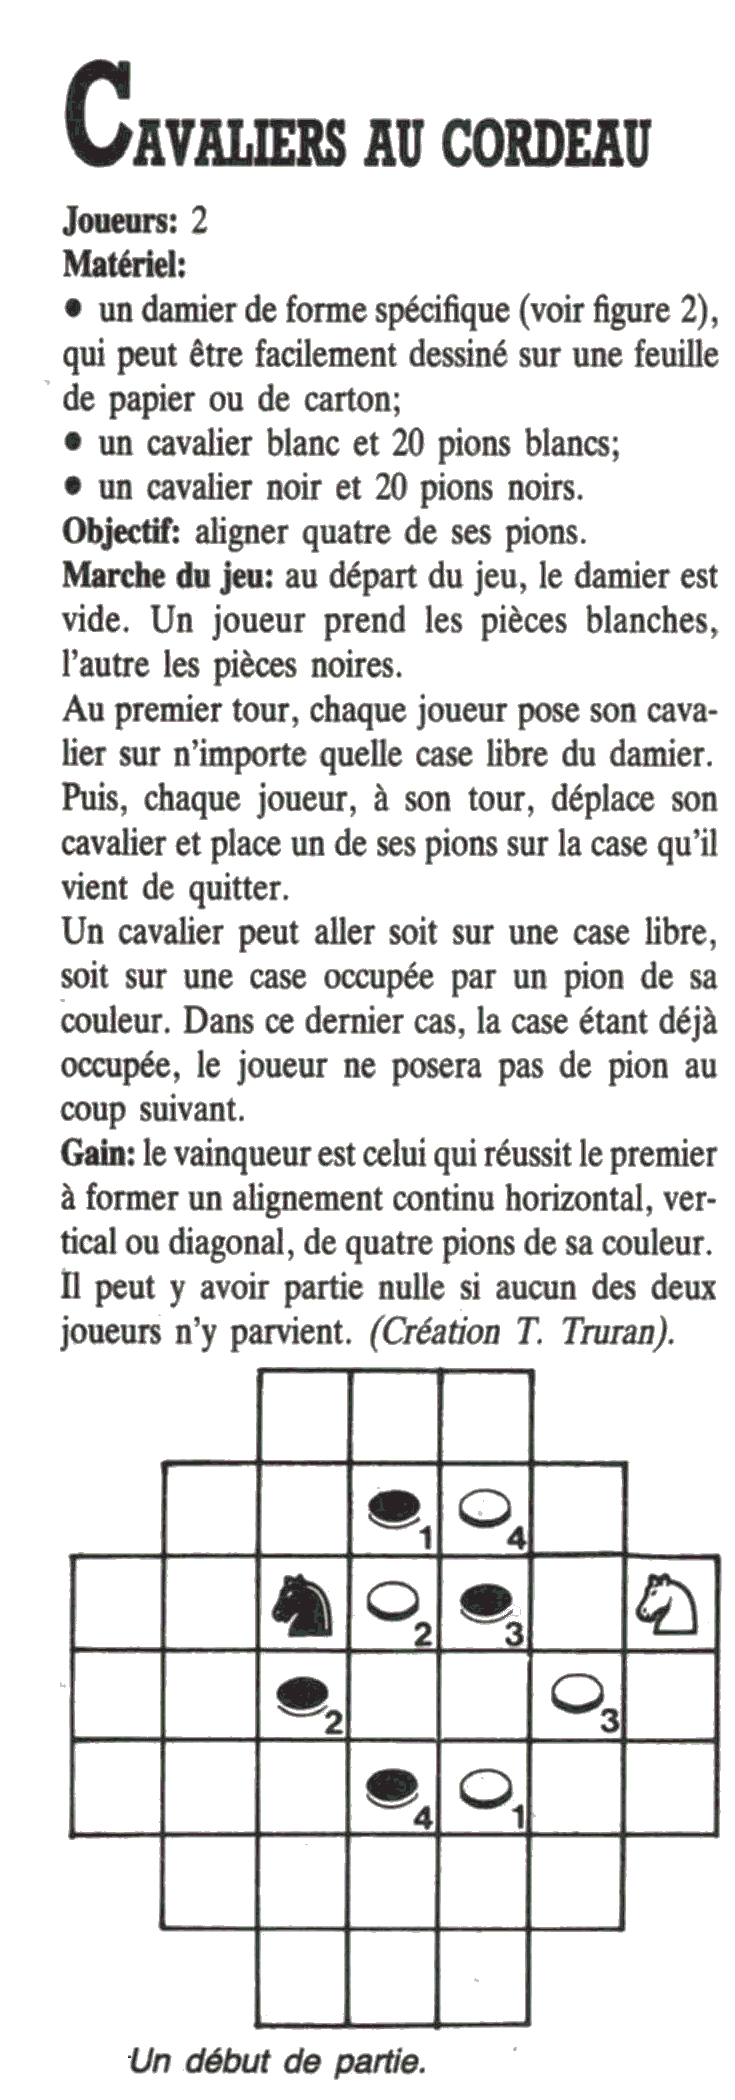 CAVALIERS AU CORDEAU
Joueurs: 2
Matériel:
● un damier de forme spécifique (voir figure 2),
qui peut être facilement dessiné sur une feuille
de papier ou de carton;
● un cavalier blanc et 20 pions blancs;
● un cavalier noir et 20 pions noirs.
Objectif: aligner quatre de ses pions.
Marche du jeu: au départ du jeu, le damier est
vide. Un joueur prend les pièces blanches,
l'autre les pièces noires.
Au premier tour, chaque joueur pose son cava-
lier sur n'importe quelle case libre du damier.
Puis, chaque joueur, à son tour, déplace son
cavalier et place un de ses pions sur la case qu'il
vient de quitter.
Un cavalier peut aller soit sur une case libre,
soit sur une case occupée par un pion de sa
couleur. Dans ce dernier cas, la case étant déjà
occupée, le joueur ne posera pas de pion au
coup suivant.
Gain: le vainqueur est celui qui réussit le premier
à former un alignement continu horizontal, ver-
tical ou diagonal, de quatre pions de sa couleur.
Il peut y avoir partie nulle si aucun des deux
joueurs n'y parvient. (Création T. Truran).
1 4
2 3
2 3
4 1
Un début de partie.